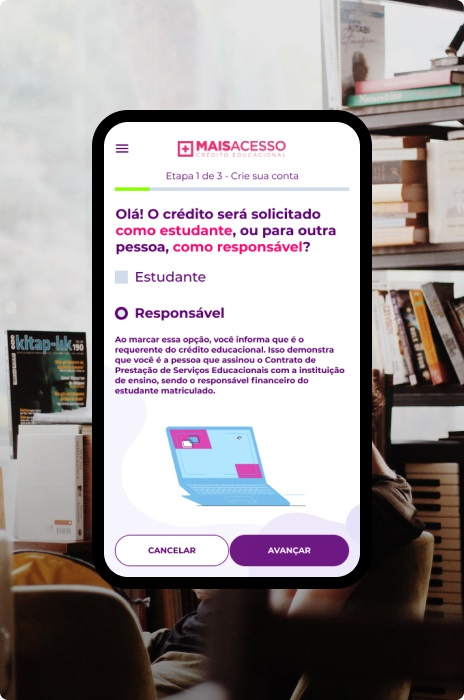 KITABI
kitap-lık 190
MAISACESSO
CRÉDITO EDUCACIONAL
Etapa 1 de 3 - Crie sua conta
Olá! O crédito será solicitado
como estudante, ou para outra
pessoa, como responsável?
Estudante
Responsável
Ao marcar essa opção, você informa que é o
requerente do crédito educacional. Isso demonstra
que você é a pessoa que assinou o Contrato de
Prestação de Serviços Educacionais com a instituição
de ensino, sendo o responsável financeiro do
estudante matriculado.
CANCELAR
AVANÇAR